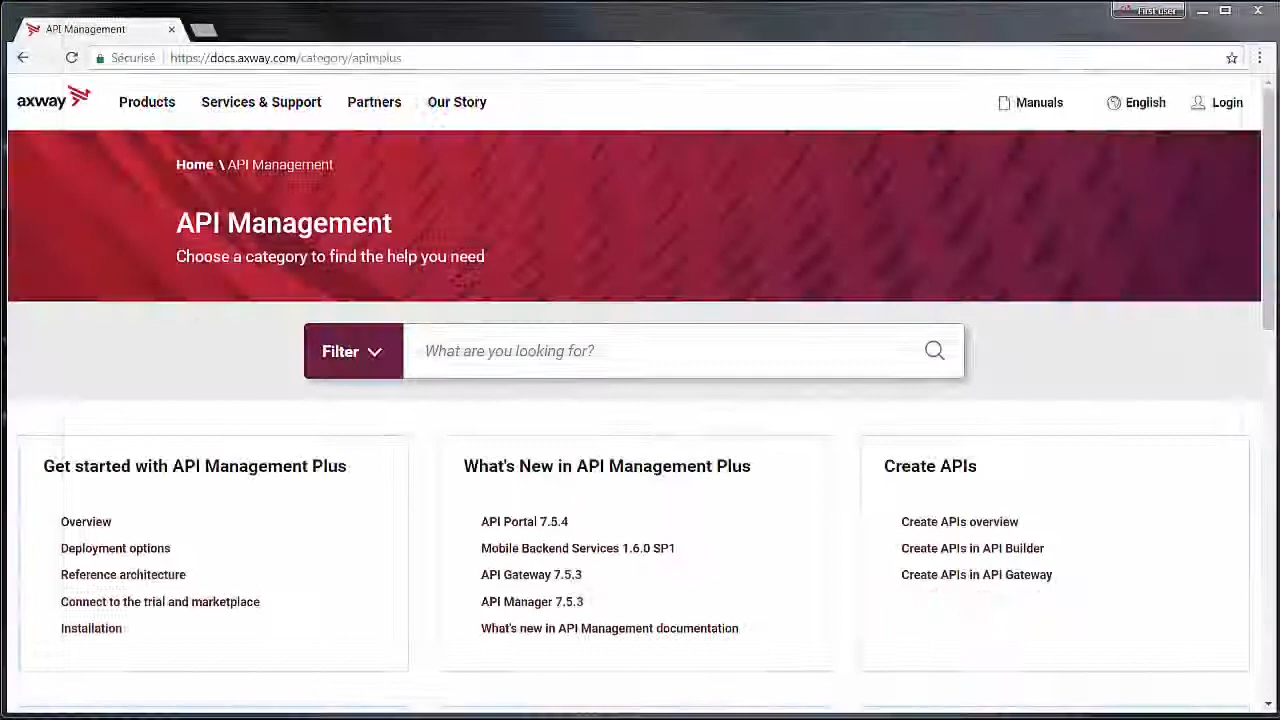 First user
API Management
Sécurisé
https://docs.axway.com/category/apimplus
axway
Products
Services & Support
Partners
Our Story
Manuals
English
Login
Home \ API Management
API Management
Choose a category to find the help you need
Filter
What are you looking for?
Get started with API Management Plus
Overview
Deployment options
Reference architecture
Connect to the trial and marketplace
Installation
What's New in API Management Plus
API Portal 7.5.4
Mobile Backend Services 1.6.0 SP1
API Gateway 7.5.3
API Manager 7.5.3
What's new in API Management documentation
Create APIs
Create APIs overview
Create APIs in API Builder
Create APIs in API Gateway